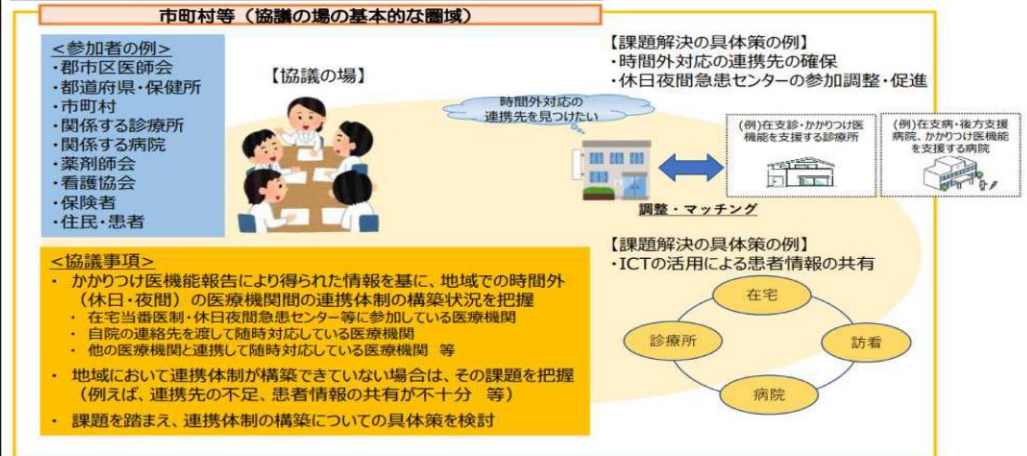 市町村等（協議の場の基本的な圏域）
＜参加者の例＞
・郡市区医師会
・都道府県・保健所
・市町村
・関係する診療所
・関係する病院
・薬剤師会
・看護協会
・保険者
・住民・患者
【協議の場】
【課題解決の具体策の例】
・時間外対応の連携先の確保
・休日夜間急患センターの参加調整・促進
時間外対応の
連携先を見つけたい
(例)在支診・かかりつけ医
機能を支援する診療所
(例)在支病・後方支援
病院、かかりつけ医機能
を支援する病院
調整・マッチング
＜協議事項＞
・ かかりつけ医機能報告により得られた情報を基に、地域での時間外
（休日・夜間）の医療機関間の連携体制の構築状況を把握
・ 在宅当番医制・休日夜間急患センター等に参加している医療機関
・ 自院の連絡先を渡して随時対応している医療機関
・ 他の医療機関と連携して随時対応している医療機関 等
・ 地域において連携体制が構築できていない場合は、その課題を把握
（例えば、連携先の不足、患者情報の共有が不十分 等）
・ 課題を踏まえ、連携体制の構築についての具体策を検討
【課題解決の具体策の例】
・ICTの活用による患者情報の共有
在宅
診療所
訪看
病院